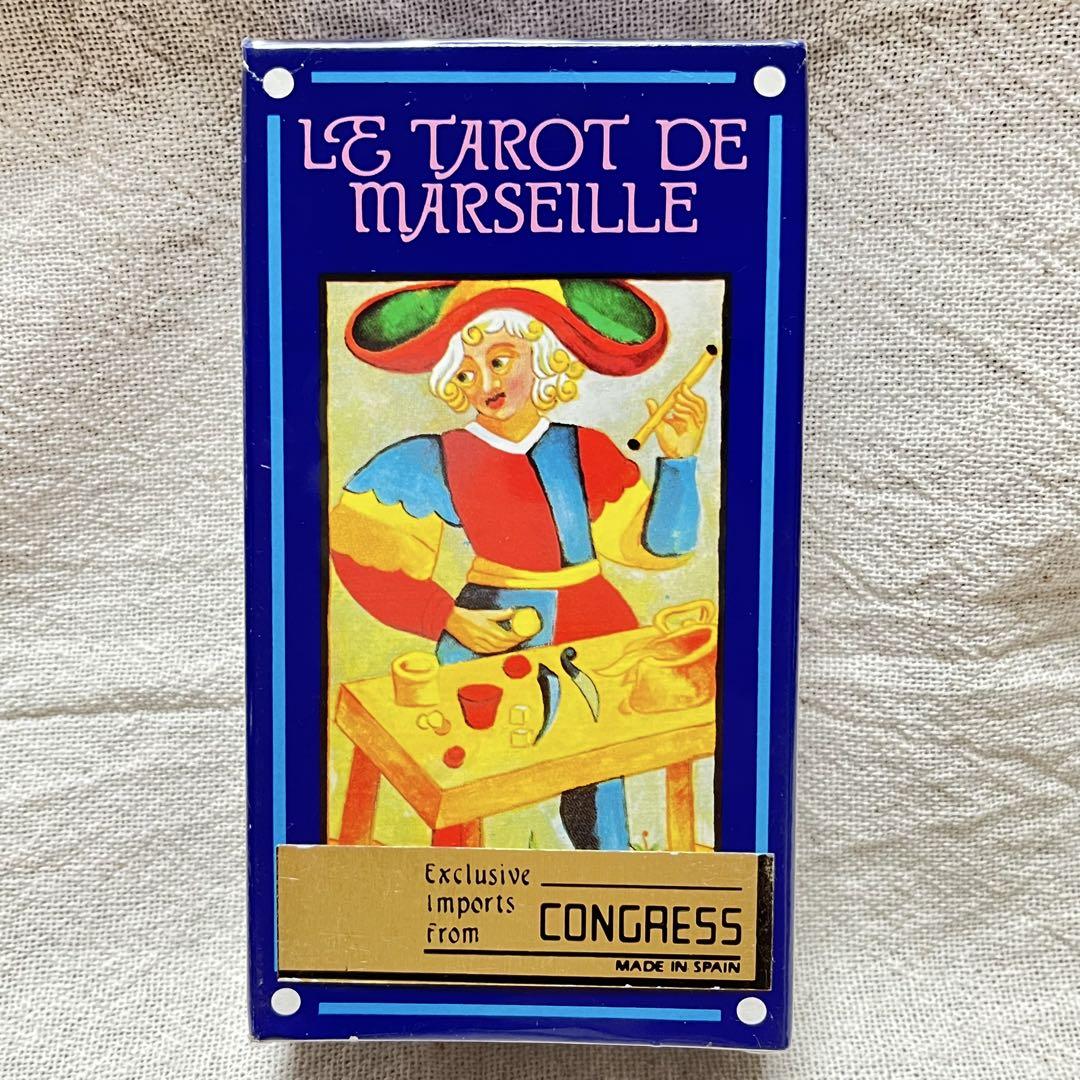 LE TAROT DE
MARSEILLE
Exclusive
Imports
from
CONGRESS
MADE IN SPAIN